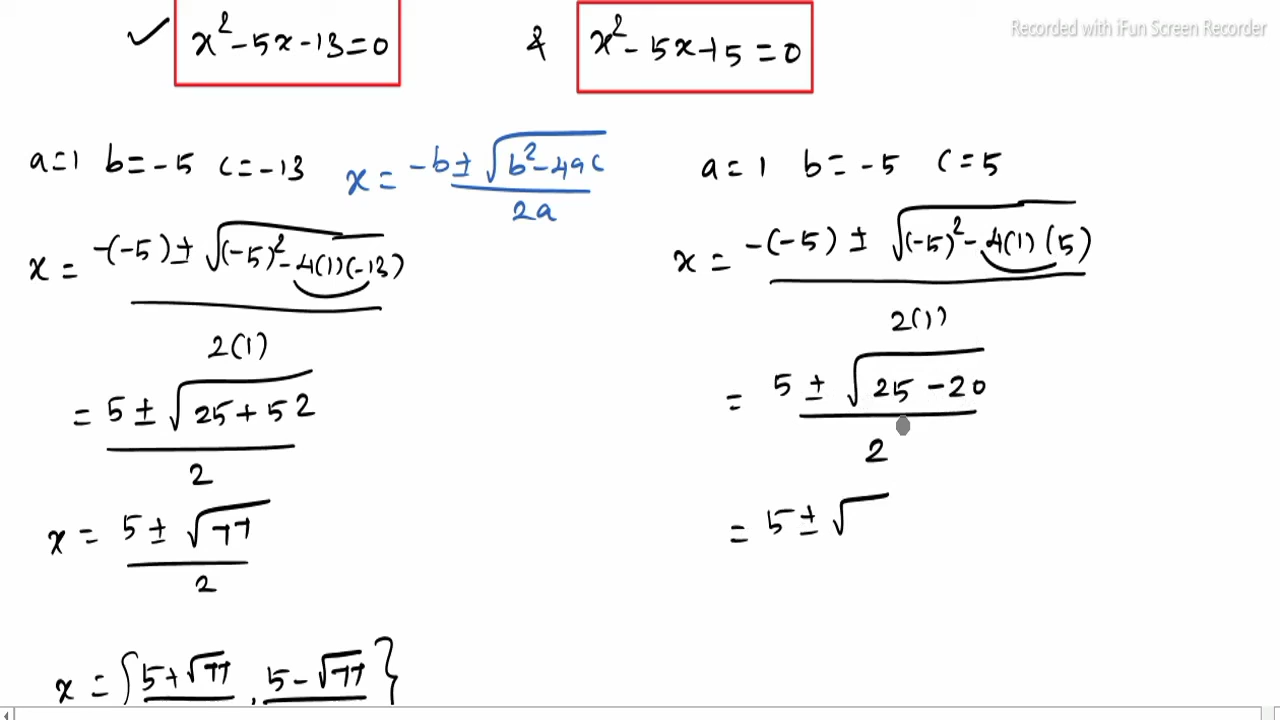 Recorded with iFun Screen Recorder
✓ x² - 5x - 13 = 0 & x² - 5x + 5 = 0
a = 1 b = -5 c = -13
x = (-b ± √(b² - 4ac)) / 2a
x = (-(-5) ± √((-5)² - 4(1)(-13))) / 2(1)
= (5 ± √(25 + 52)) / 2
x = (5 ± √77) / 2
x = { (5 + √77), (5 - √77) }
a = 1 b = -5 c = 5
x = (-(-5) ± √((-5)² - 4(1)(5))) / 2(1)
= (5 ± √(25 - 20)) / 2
= 5 ± √